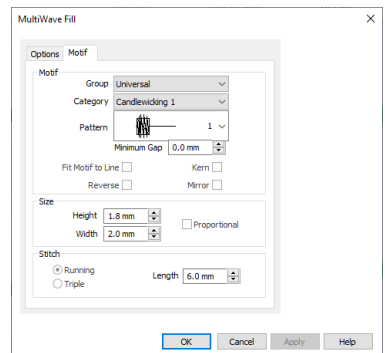 MultiWave Fill
Options Motif
Motif
Group Universal
Category Candlewicking 1
Pattern 1
Minimum Gap 0.0 mm
Fit Motif to Line Kern
Reverse Mirror
Size
Height 1.8 mm
Proportional
Width 2.0 mm
Stitch
Running
Length 6.0 mm
Triple
OK Cancel Apply Help